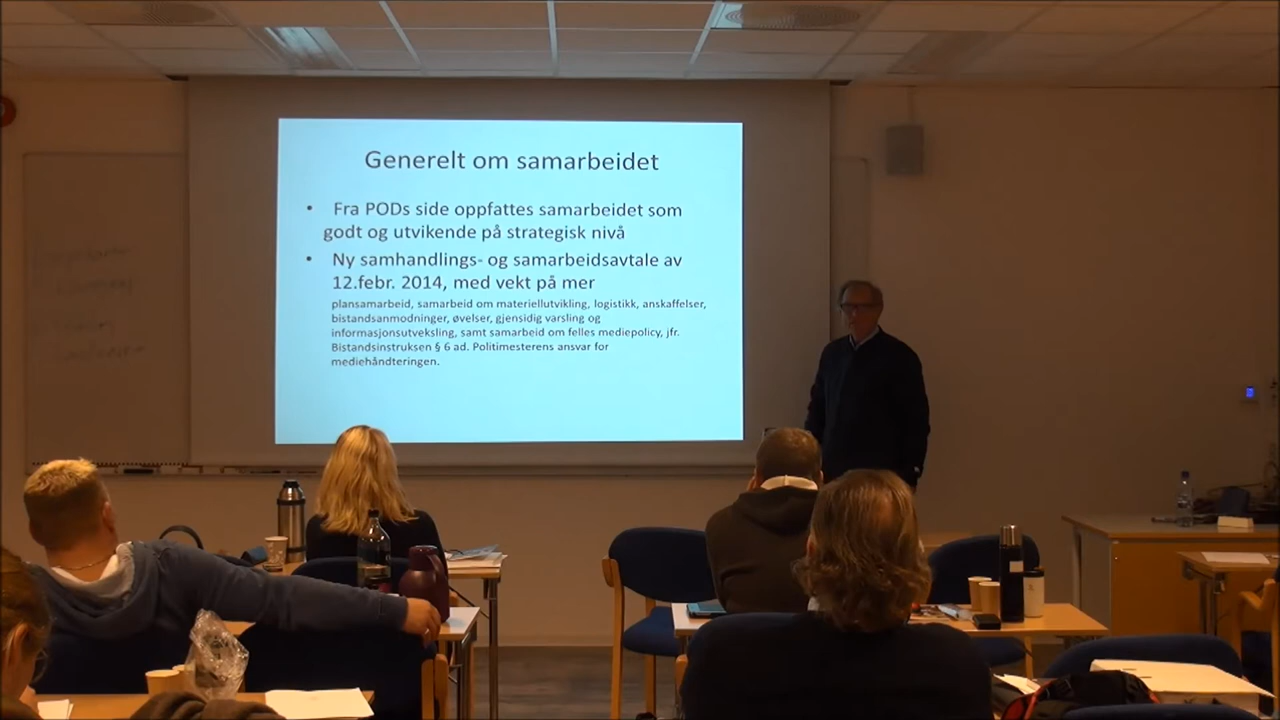 Generelt om samarbeidet
• Fra PODs side oppfattes samarbeidet som
godt og utvikende på strategisk nivå
• Ny samhandlings- og samarbeidsavtale av
12.febr. 2014, med vekt på mer
plansamarbeid, samarbeid om materiellutvikling, logistikk, anskaffelser,
bistandsanmodninger, øvelser, gjensidig varsling og
informasjonsutveksling, samt samarbeid om felles mediepolicy, jfr.
Bistandsinstruksen § 6 ad. Politimesterens ansvar for
mediehåndteringen.